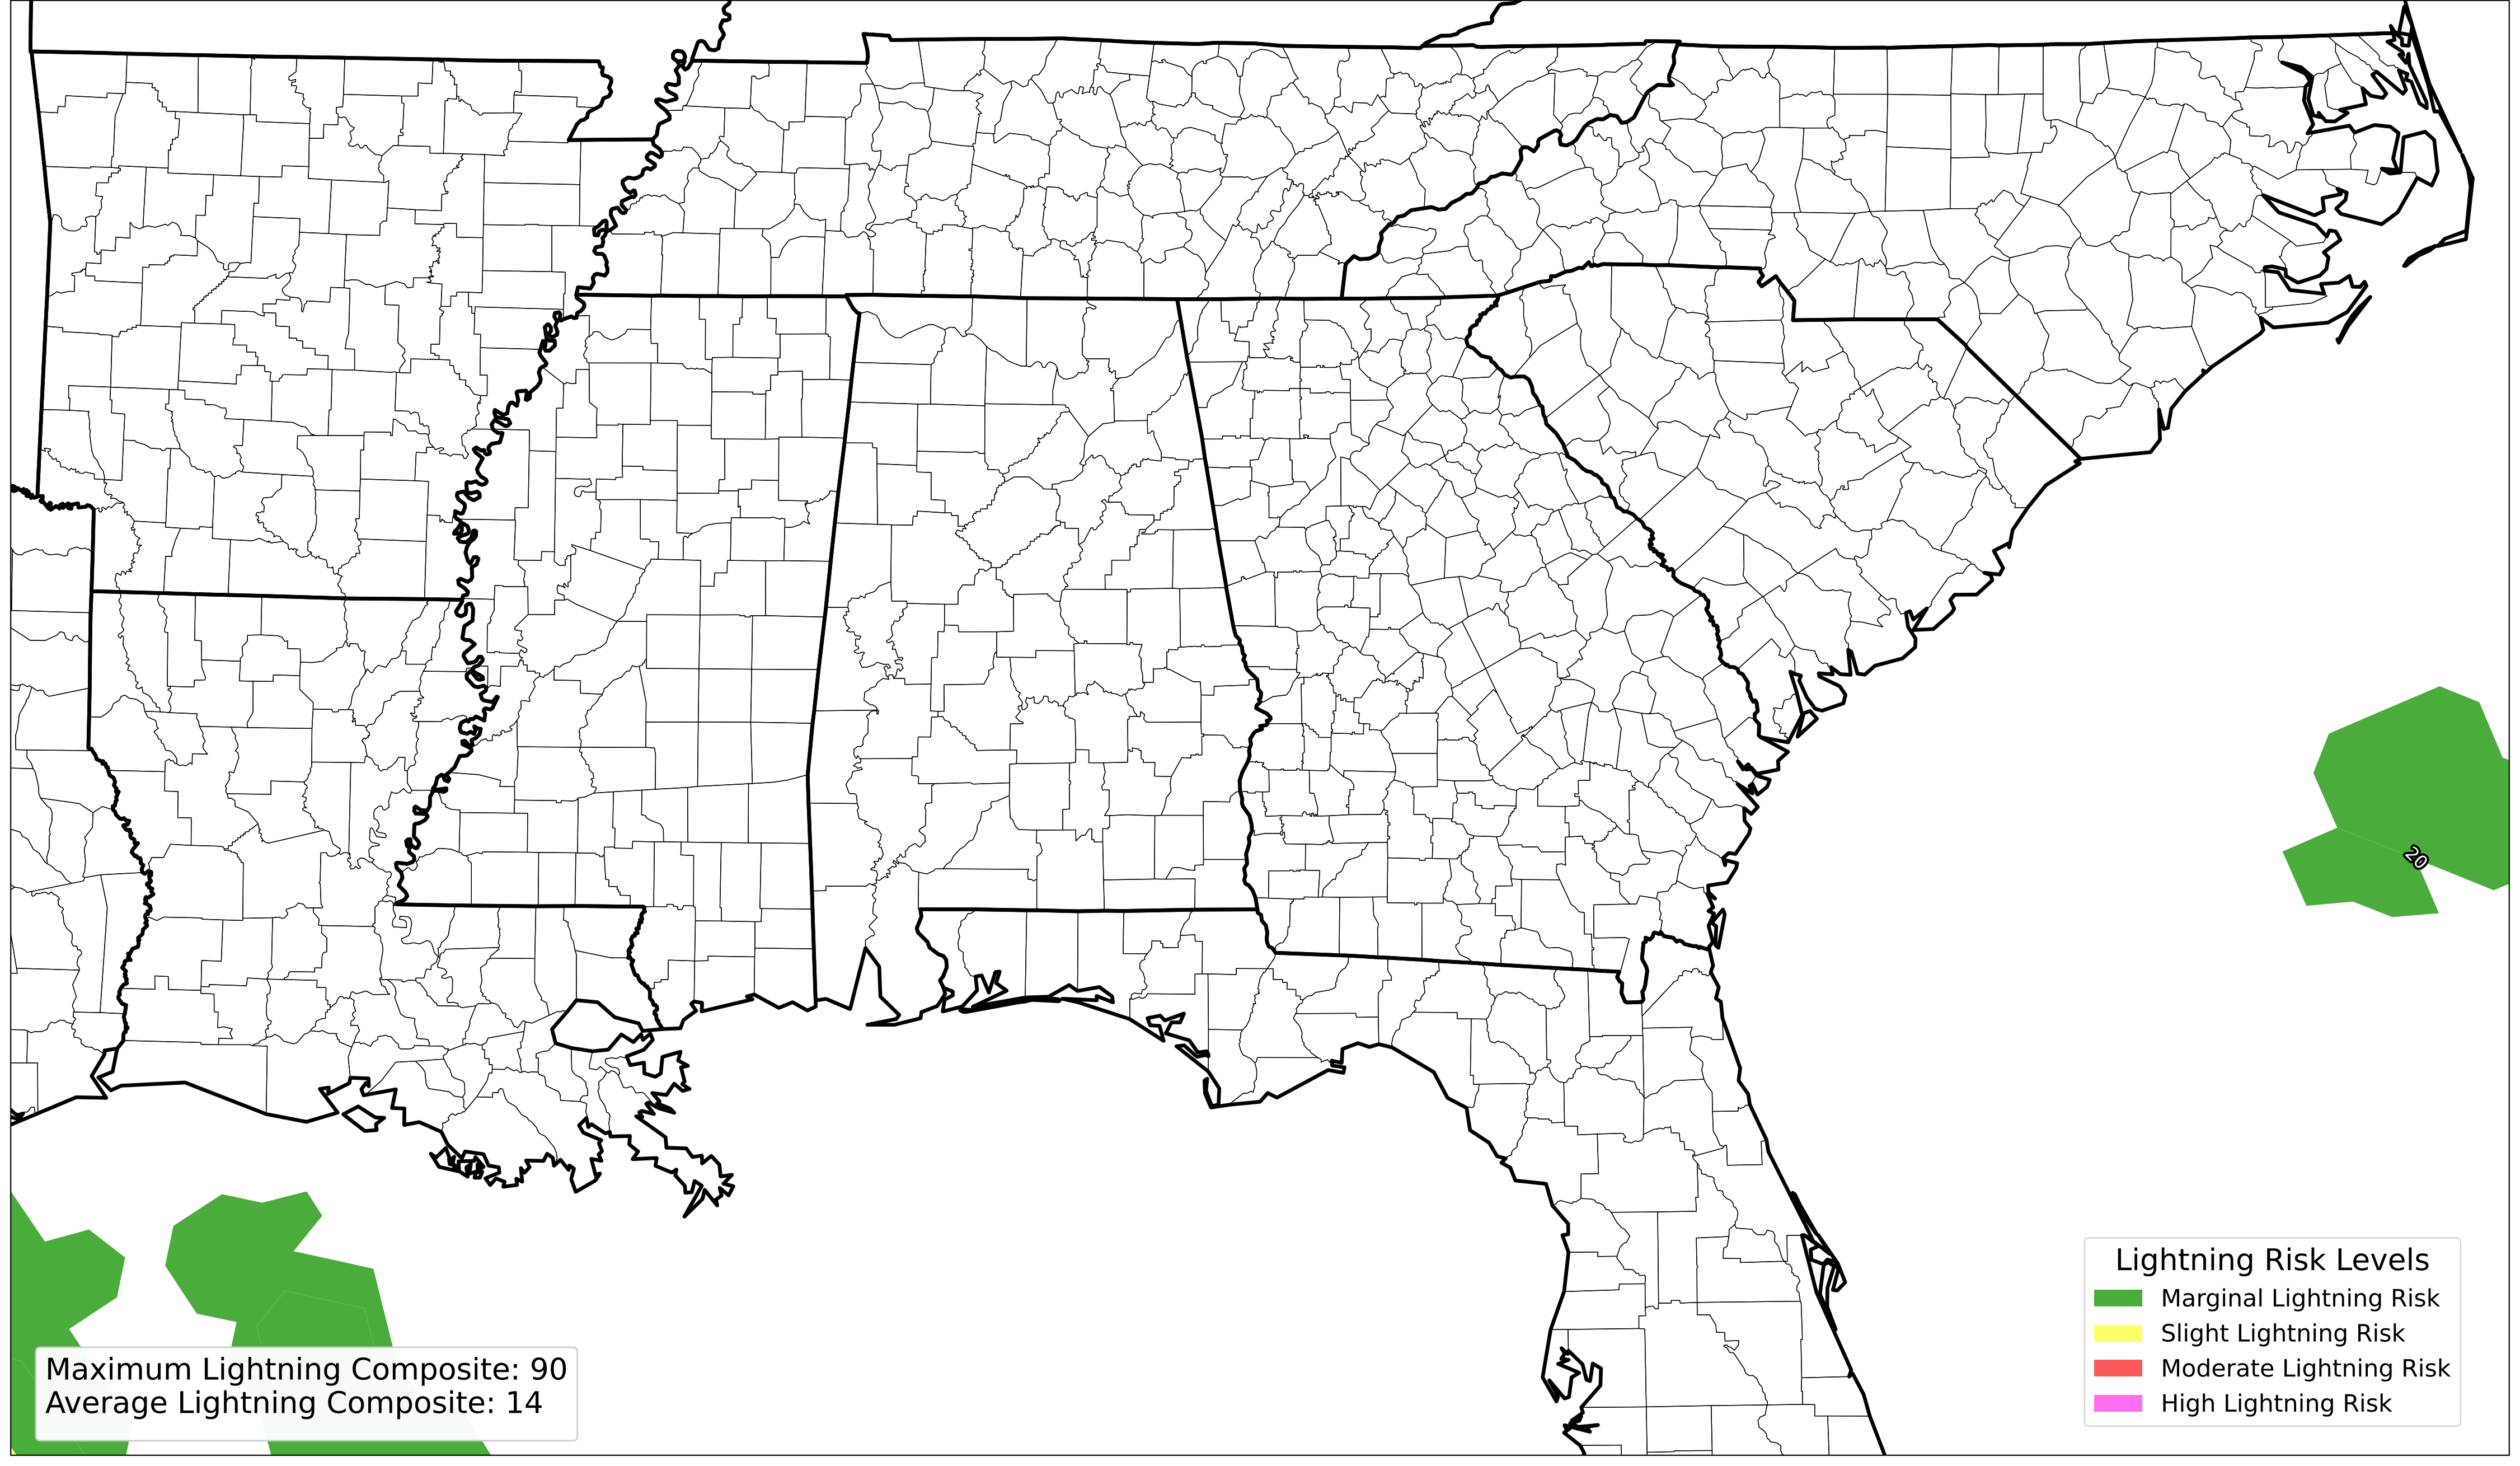 20
Lightning Risk Levels
Marginal Lightning Risk
Slight Lightning Risk
Moderate Lightning Risk
High Lightning Risk
Maximum Lightning Composite: 90
Average Lightning Composite: 14